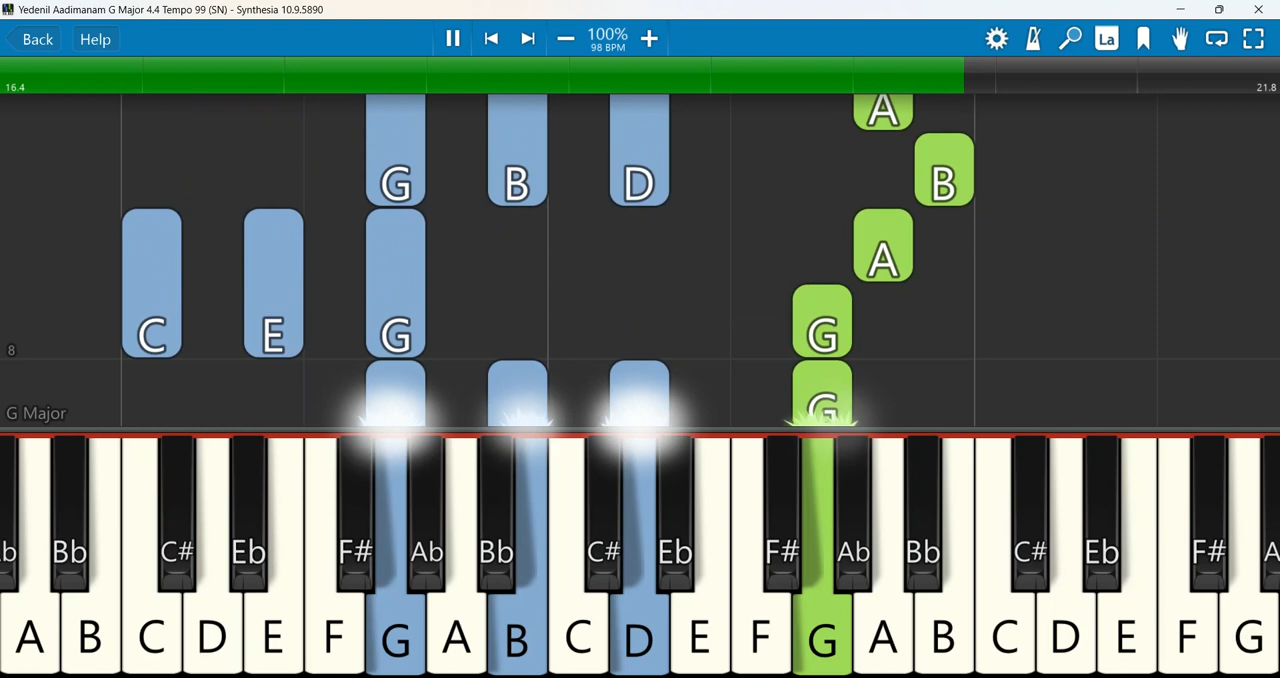 Yedenil Aadimanam G Major 4.4 Tempo 99 (SN) - Synthesia 10.9.5890
Back Help 100% La
98 BPM
16.4 21.8
A
G B D B
A
C E G G
8
G Major G
b Bb C# Eb F# Ab Bb C# Eb F# Ab Bb C# Eb F# A
A B C D E F G A B C D E F G A B C D E F G